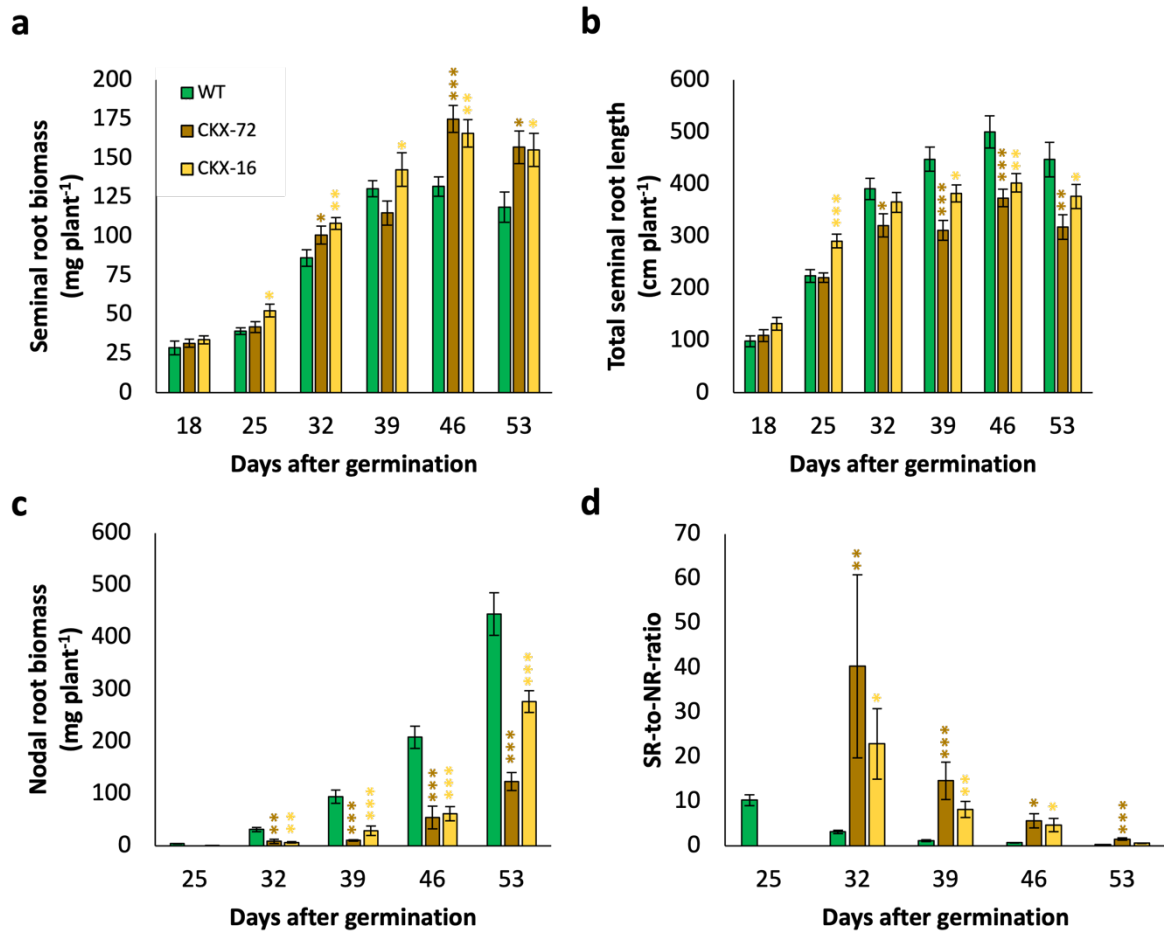 a
Seminal root biomass
(mg plant⁻¹)
200
175
150
125
100
75
50
25
0
WT
CKX-72
CKX-16
*
*
**
*
***
**
*
*
18 25 32 39 46 53
Days after germination
b
Total seminal root length
(cm plant⁻¹)
600
500
400
300
200
100
0
***
*
***
*
***
**
**
*
18 25 32 39 46 53
Days after germination
c
Nodal root biomass
(mg plant⁻¹)
600
500
400
300
200
100
0
**
**
***
***
***
***
***
***
25 32 39 46 53
Days after germination
d
SR-to-NR-ratio
70
60
50
40
30
20
10
0
**
*
***
**
*
*
***
25 32 39 46 53
Days after germination